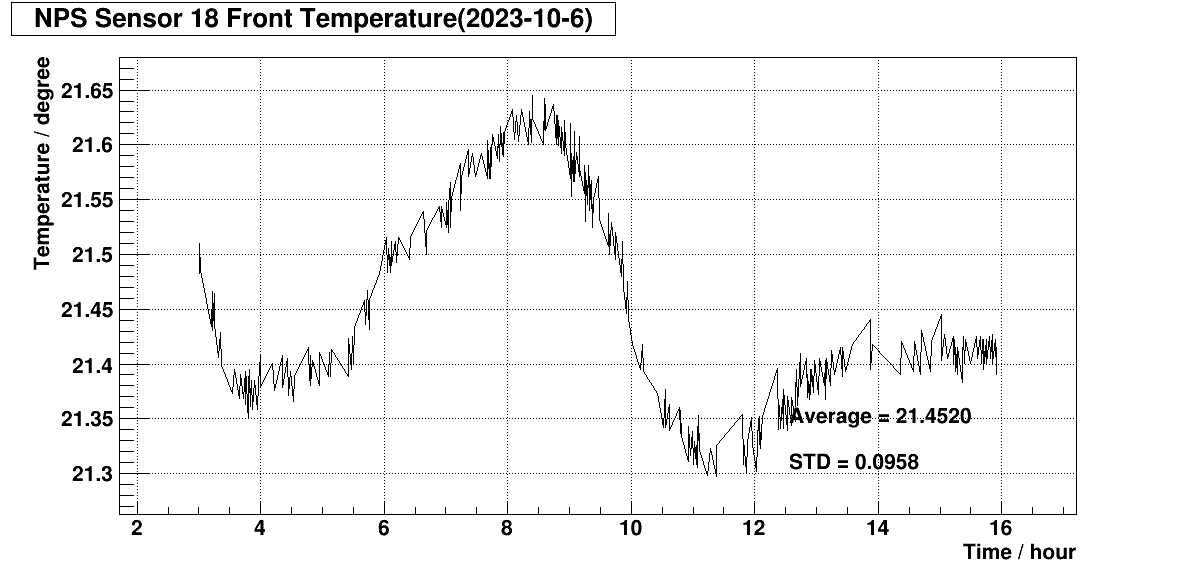 NPS Sensor 18 Front Temperature(2023-10-6)
Temperature / degree
21.65
21.6
21.55
21.5
21.45
21.4
21.35
21.3
Average = 21.4520
STD = 0.0958
2 4 6 8 10 12 14 16
Time / hour